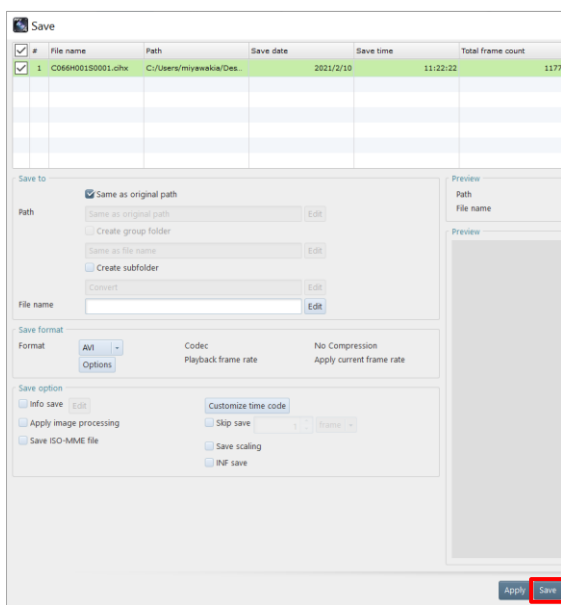 Save
# File name Path Save date Save time Total frame count
1 C066H001S0001.cihx C:/Users/miyawakia/Des.. 2021/2/10 11:22:22 1177
Save to
Same as original path
Path Same as original path Edit
Create group folder
Same as file name Edit
Create subfolder
Convert Edit
File name Edit
Preview
Path
File name
Preview
Save format
Format AVI Codec No Compression
Options Playback frame rate Apply current frame rate
Save option
Info save Edit Customize time code
Apply image processing Skip save 1 frame
Save ISO-MME file
Save scaling
INF save
Apply Save